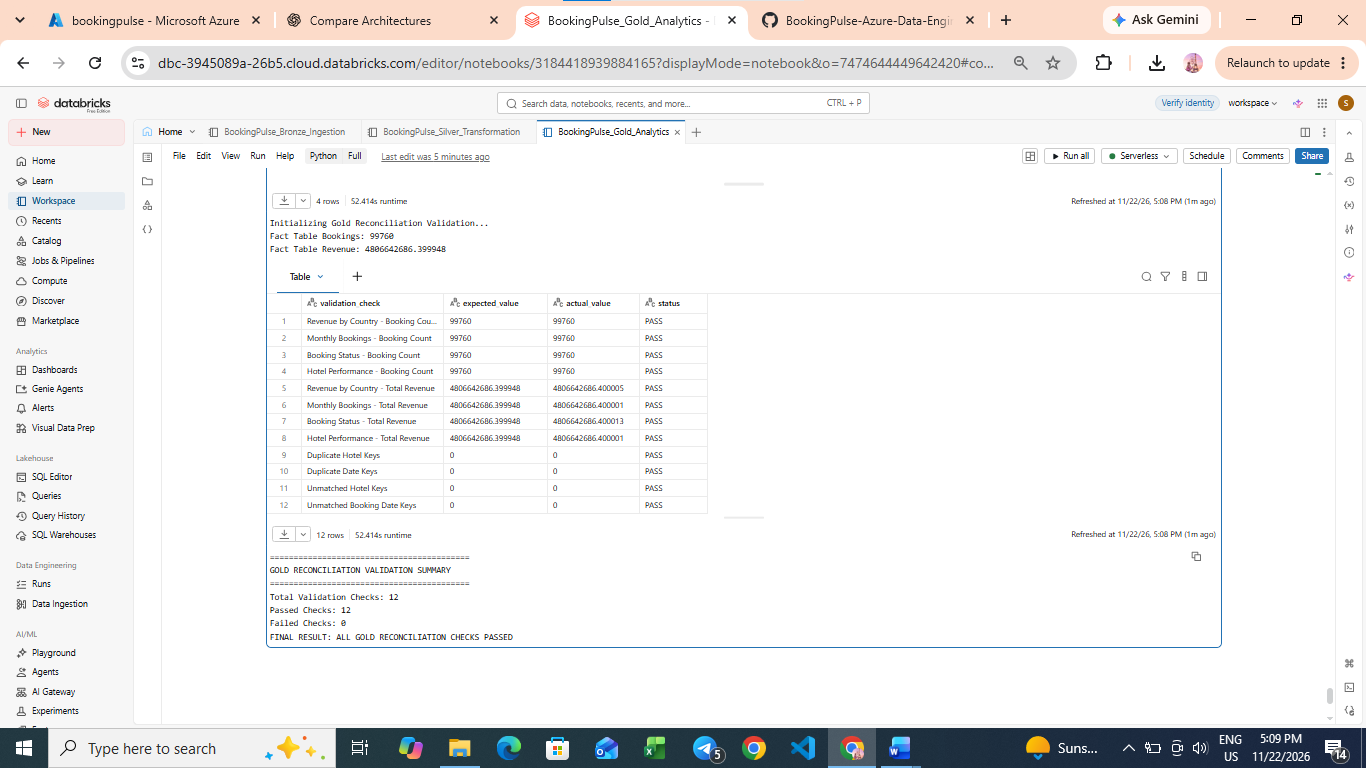 bookingpulse - Microsoft Azure
Compare Architectures
BookingPulse_Gold_Analytics -
BookingPulse-Azure-Data-Engi
Ask Gemini
dbc-3945089a-26b5.cloud.databricks.com/editor/notebooks/3184418939884165?displayMode=notebook&o=7474644449642420#co...
Relaunch to update
databricks
Free Edition
Search data, notebooks, recents, and more...
CTRL + P
Verify identity
workspace
S
New
Home
Learn
Workspace
Recents
Catalog
Jobs & Pipelines
Compute
Discover
Marketplace
Analytics
Dashboards
Genie Agents
Alerts
Visual Data Prep
Lakehouse
SQL Editor
Queries
Query History
SQL Warehouses
Data Engineering
Runs
Data Ingestion
AI/ML
Playground
Agents
AI Gateway
Experiments
Home
BookingPulse_Bronze_Ingestion
BookingPulse_Silver_Transformation
BookingPulse_Gold_Analytics
File Edit View Run Help Python Full Last edit was 5 minutes ago
Run all Serverless Schedule Comments Share
4 rows 52.414s runtime Refreshed at 11/22/26, 5:08 PM (1m ago)
Initializing Gold Reconciliation Validation...
Fact Table Bookings: 99760
Fact Table Revenue: 4806642686.399948
Table
validation_check expected_value actual_value status
1 Revenue by Country - Booking Cou... 99760 99760 PASS
2 Monthly Bookings - Booking Count 99760 99760 PASS
3 Booking Status - Booking Count 99760 99760 PASS
4 Hotel Performance - Booking Count 99760 99760 PASS
5 Revenue by Country - Total Revenue 4806642686.399948 4806642686.400005 PASS
6 Monthly Bookings - Total Revenue 4806642686.399948 4806642686.400001 PASS
7 Booking Status - Total Revenue 4806642686.399948 4806642686.400013 PASS
8 Hotel Performance - Total Revenue 4806642686.399948 4806642686.400001 PASS
9 Duplicate Hotel Keys 0 0 PASS
10 Duplicate Date Keys 0 0 PASS
11 Unmatched Hotel Keys 0 0 PASS
12 Unmatched Booking Date Keys 0 0 PASS
12 rows 52.414s runtime Refreshed at 11/22/26, 5:08 PM (1m ago)
==========================================
GOLD RECONCILIATION VALIDATION SUMMARY
==========================================
Total Validation Checks: 12
Passed Checks: 12
Failed Checks: 0
FINAL RESULT: ALL GOLD RECONCILIATION CHECKS PASSED
Type here to search
5
Suns...
ENG
US
5:09 PM
11/22/2026
14